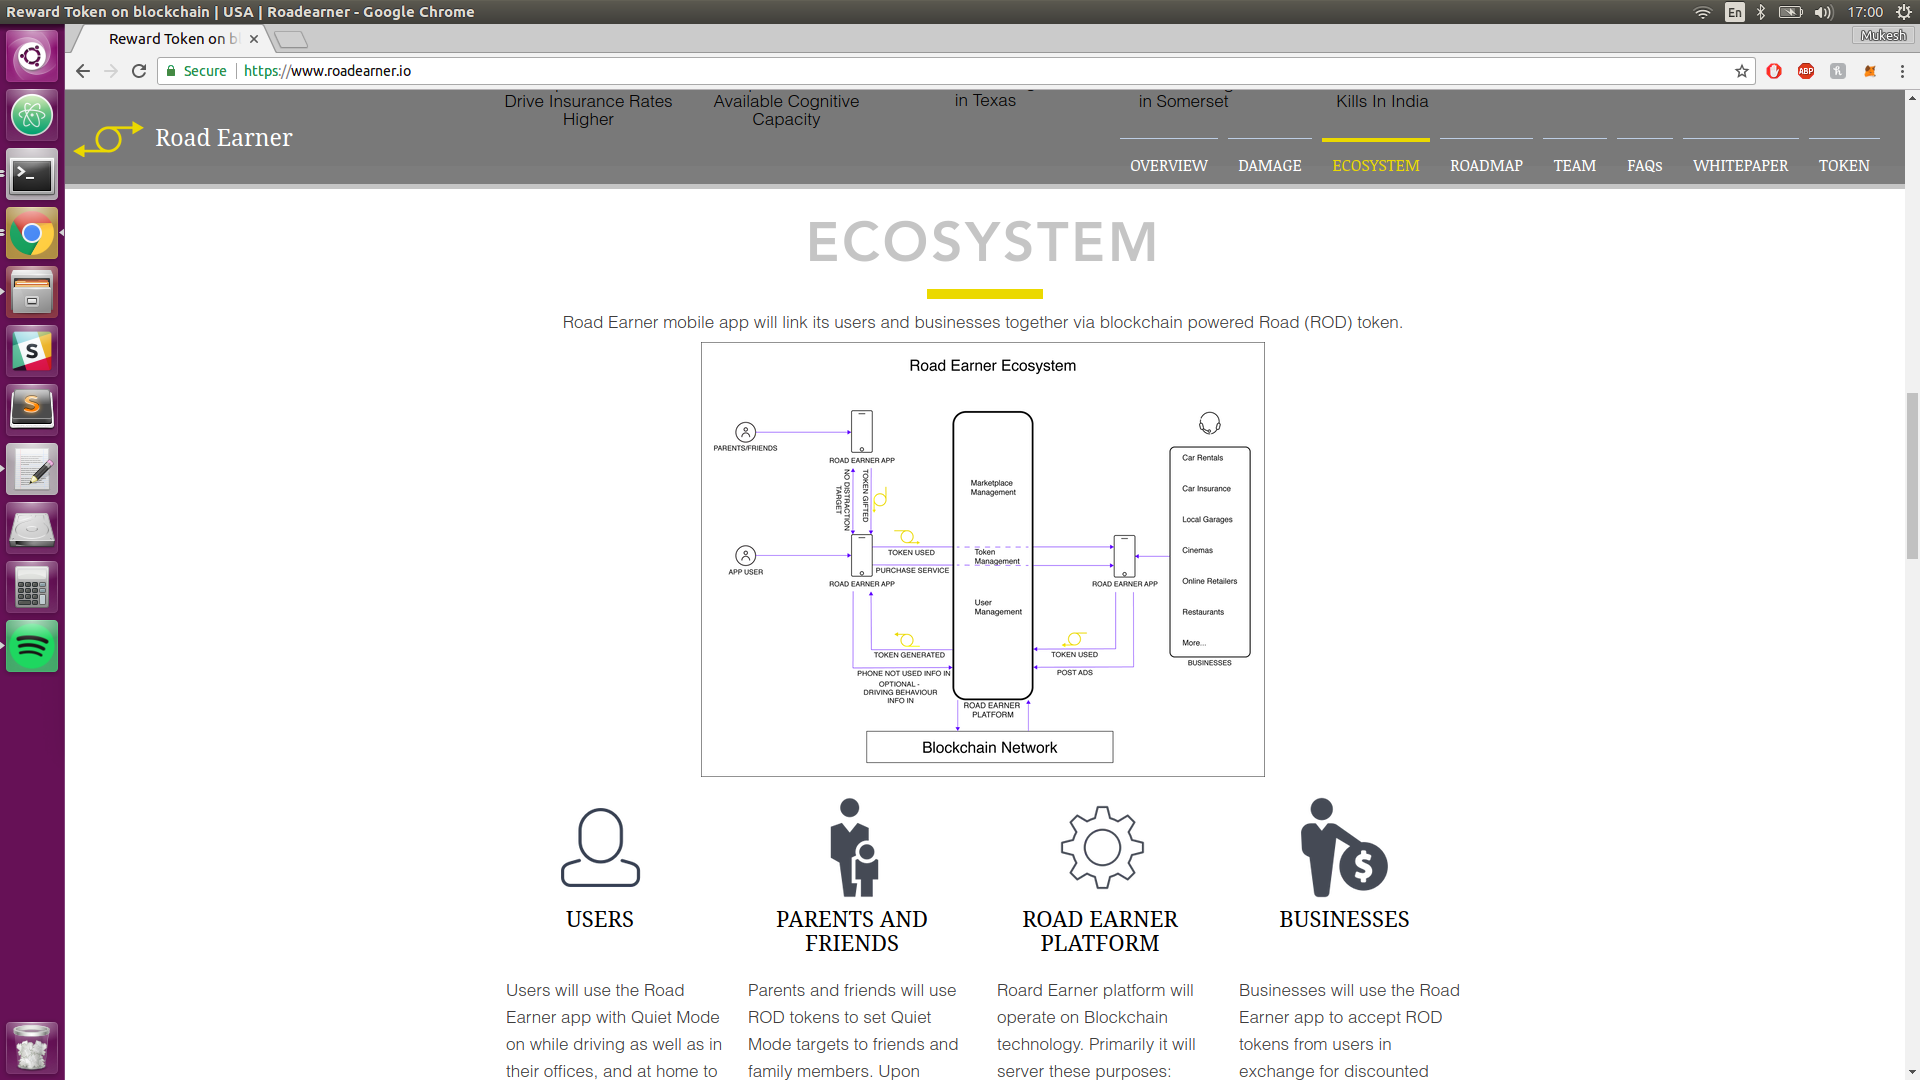 Reward Token on blockchain | USA | Roadearner - Google Chrome
En
17:00
Reward Token on bl
Mukesh
Secure
https://www.roadearner.io
ABP
Drive Insurance Rates
Higher
Available Cognitive
Capacity
in Texas
in Somerset
Kills In India
Road Earner
OVERVIEW
DAMAGE
ECOSYSTEM
ROADMAP
TEAM
FAQs
WHITEPAPER
TOKEN
ECOSYSTEM
Road Earner mobile app will link its users and businesses together via blockchain powered Road (ROD) token.
Road Earner Ecosystem
PARENTS/FRIENDS
ROAD EARNER APP
NO DISTRACTION
TARGET
TOKEN GIFTED
APP USER
ROAD EARNER APP
TOKEN USED
PURCHASE SERVICE
TOKEN GENERATED
PHONE NOT USED INFO IN
OPTIONAL -
DRIVING BEHAVIOUR
INFO IN
Marketplace
Management
Token
Management
User
Management
ROAD EARNER
PLATFORM
ROAD EARNER APP
TOKEN USED
POST ADS
Car Rentals
Car Insurance
Local Garages
Cinemas
Online Retailers
Restaurants
More...
BUSINESSES
Blockchain Network
USERS
Users will use the Road
Earner app with Quiet Mode
on while driving as well as in
their offices, and at home to
PARENTS AND
FRIENDS
Parents and friends will use
ROD tokens to set Quiet
Mode targets to friends and
family members. Upon
ROAD EARNER
PLATFORM
Roard Earner platform will
operate on Blockchain
technology. Primarily it will
server these purposes:
BUSINESSES
Businesses will use the Road
Earner app to accept ROD
tokens from users in
exchange for discounted